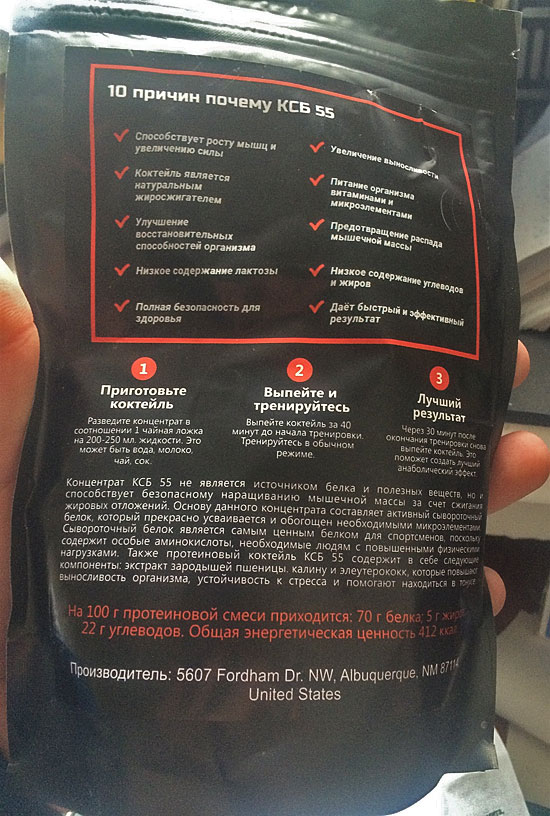 10 причин почему КСБ 55
Способствует росту мышц и
увеличению силы
Коктейль является
натуральным
жиросжигателем
Улучшение
восстановительных
способностей организма
Низкое содержание лактозы
Полная безопасность для
здоровья
Увеличение выносливости
Питание организма
витаминами и
микроэлементами
Предотвращение распада
мышечной массы
Низкое содержание углеводов
и жиров
Даёт быстрый и эффективный
результат
1
Приготовьте
коктейль
Разведите концентрат в
соотношении 1 чайная ложка
на 200-250 мл. жидкости. Это
может быть вода, молоко,
чай, сок.
2
Выпейте и
тренируйтесь
Выпейте коктейль за 40
минут до начала тренировки.
Тренируйтесь в обычном
режиме.
3
Лучший
результат
Через 30 минут после
окончания тренировки снова
выпейте коктейль. Это
поможет создать лучший
анаболический эффект
Концентрат КСБ 55 не является источником белка и полезных веществ, но и
способствует безопасному наращиванию мышечной массы за счет сжигания
жировых отложений. Основу данного концентрата составляет активный сывороточный
белок, который прекрасно усваивается и обогощен необходимыми микроэлементами
Сывороточный белок является самым ценным белком для спортсменов, поскольку
содержит особые аминокислоты, необходимые людям с повышенными физическим
нагрузками. Также протеиновый коктейль КСБ 55 содержит в себе следующие
компоненты: экстракт зародышей пшеницы. калину и элеутерококк, которые повышают
выносливость организма, устойчивость к стресса и помогают находиться в тонусе
На 100 г протеиновой смеси приходится: 70 г белка; 5 г жиро
22 г углеводов. Общая энергетическая ценность 412 ккал
Производитель: 5607 Fordham Dr. NW, Albuquerque, NM 87114
United States